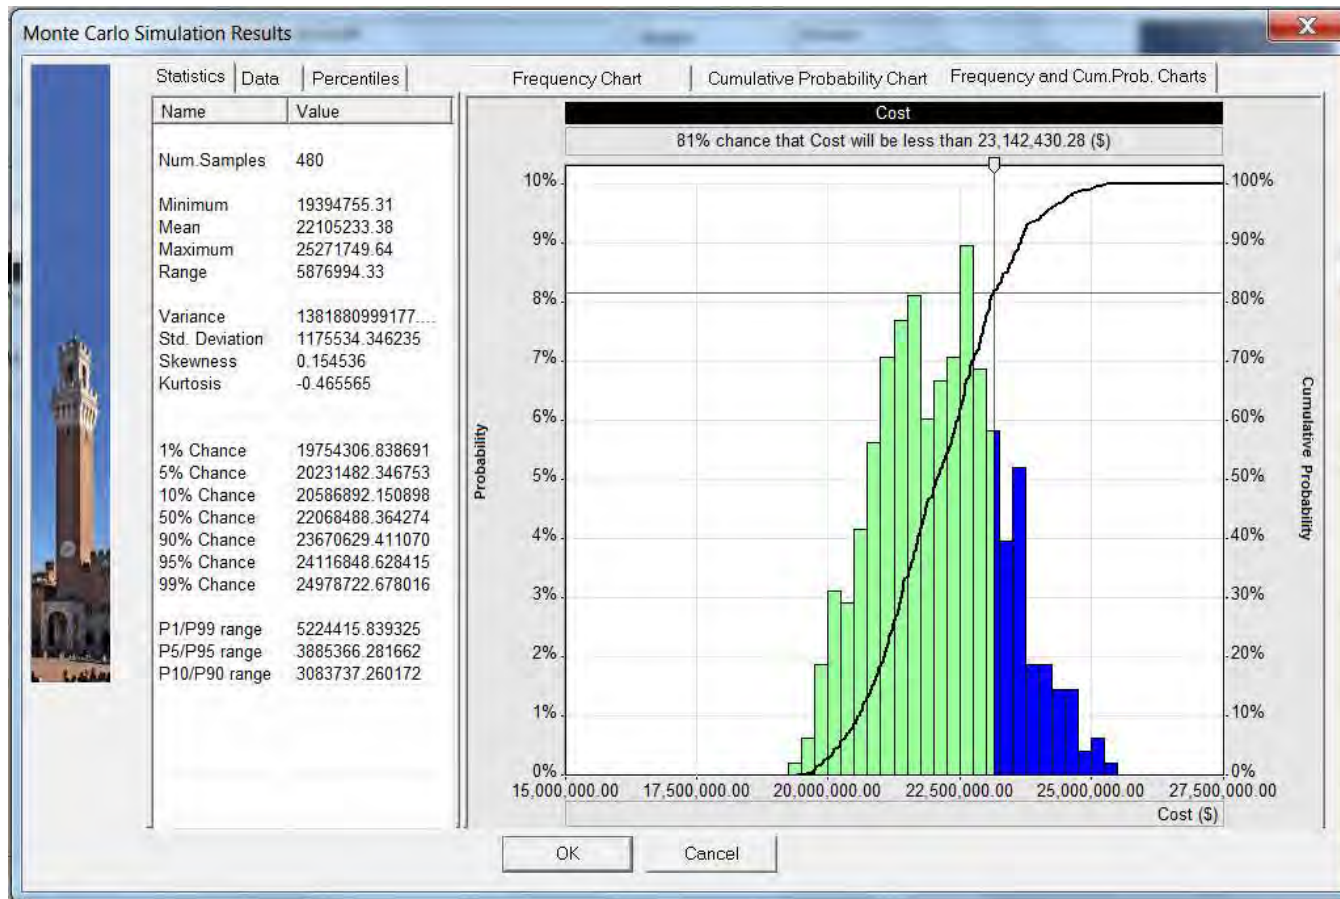 Monte Carlo Simulation Results
X
Statistics Data Percentiles
Name Value
Num.Samples 480
Minimum 19394755.31
Mean 22105233.38
Maximum 25271749.64
Range 5876994.33
Variance 1381880999177....
Std. Deviation 1175534.346235
Skewness 0.154536
Kurtosis -0.465565
1% Chance 19754306.838691
5% Chance 20231482.346753
10% Chance 20586892.150898
50% Chance 22068488.364274
90% Chance 23670629.411070
95% Chance 24116848.628415
99% Chance 24978722.678016
P1/P99 range 5224415.839325
P5/P95 range 3885366.281662
P10/P90 range 3083737.260172
Frequency Chart Cumulative Probability Chart Frequency and Cum.Prob. Charts
Cost
81% chance that Cost will be less than 23,142,430.28 ($)
10% 100%
9% 90%
8% 80%
7% 70%
6% 60%
5% 50%
4% 40%
3% 30%
2% 20%
1% 10%
0% 0%
Probability
Cumulative Probability
15,000,000.00 17,500,000.00 20,000,000.00 22,500,000.00 25,000,000.00 27,500,000.00
Cost ($)
OK Cancel